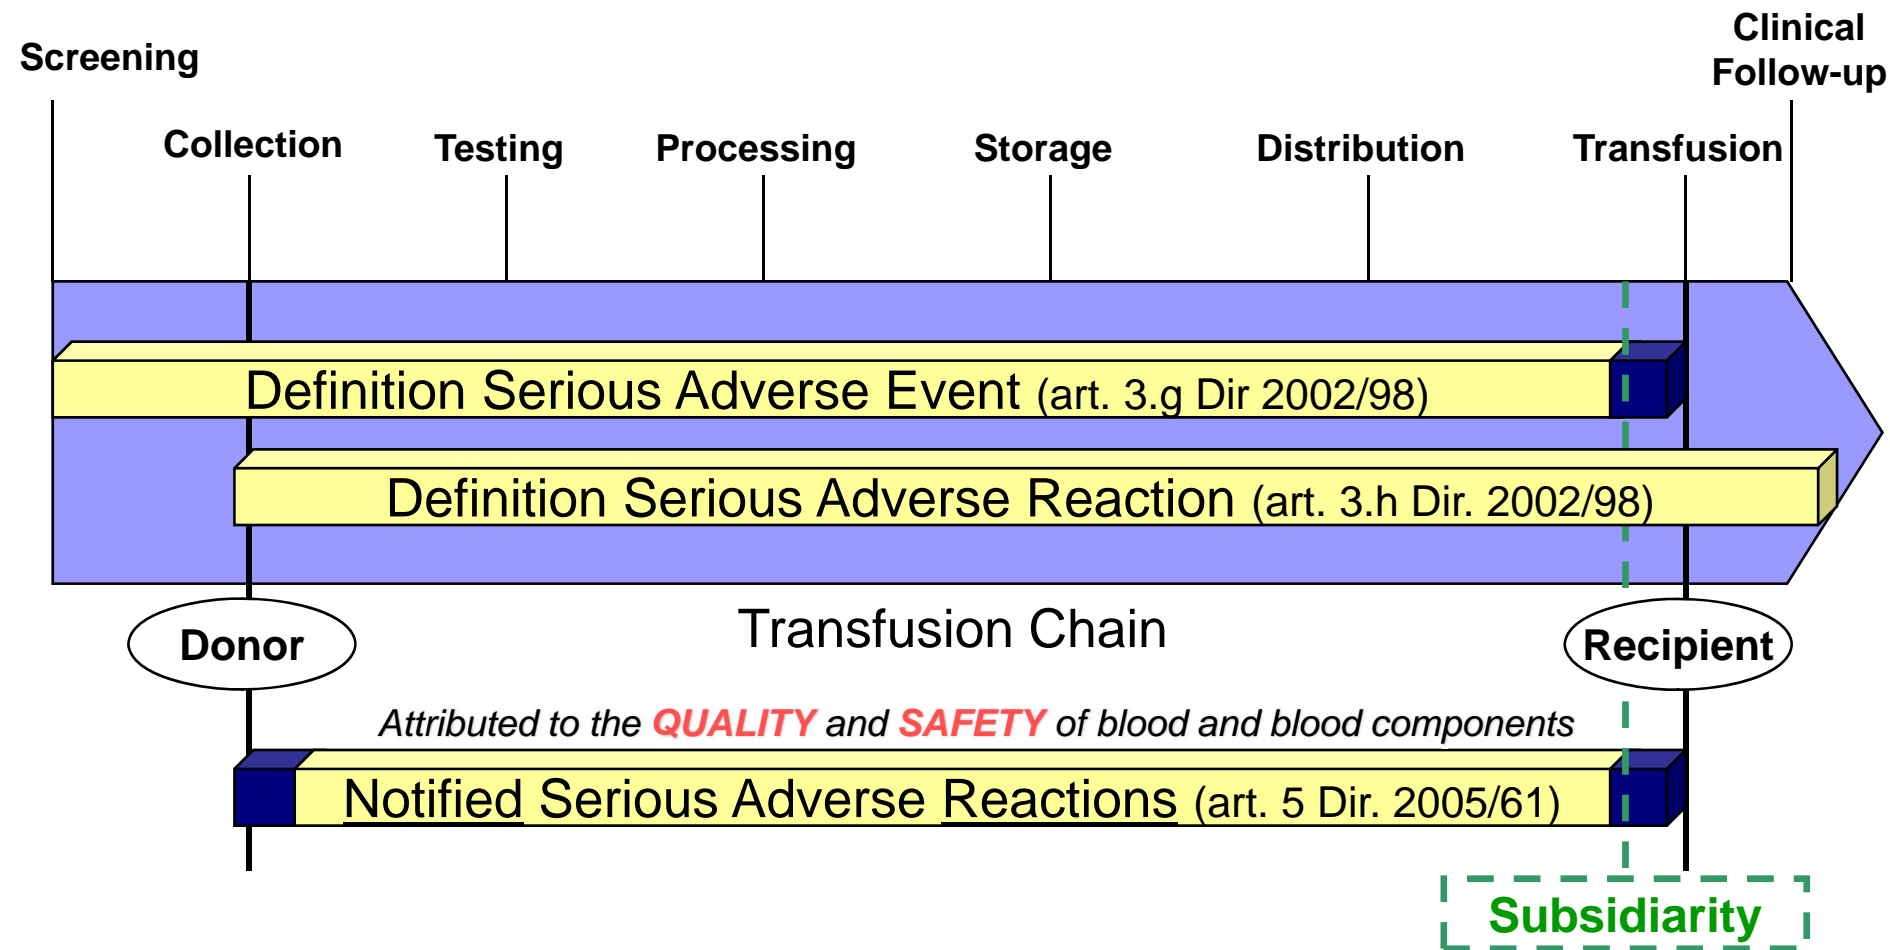 Screening
Clinical
Follow-up
Collection
Testing
Processing
Storage
Distribution
Transfusion
Definition Serious Adverse Event (art. 3.g Dir 2002/98)
Definition Serious Adverse Reaction (art. 3.h Dir. 2002/98)
Transfusion Chain
Donor
Recipient
Attributed to the QUALITY and SAFETY of blood and blood components
Notified Serious Adverse Reactions (art. 5 Dir. 2005/61)
Subsidiarity